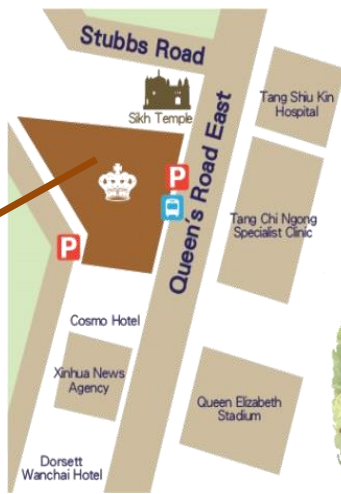 Stubbs Road
Sikh Temple
Tang Shiu Kin
Hospital
Queen's Road East
P
Tang Chi Ngong
Specialist Clinic
P
Cosmo Hotel
Xinhua News
Agency
Queen Elizabeth
Stadium
Dorsett
Wanchai Hotel